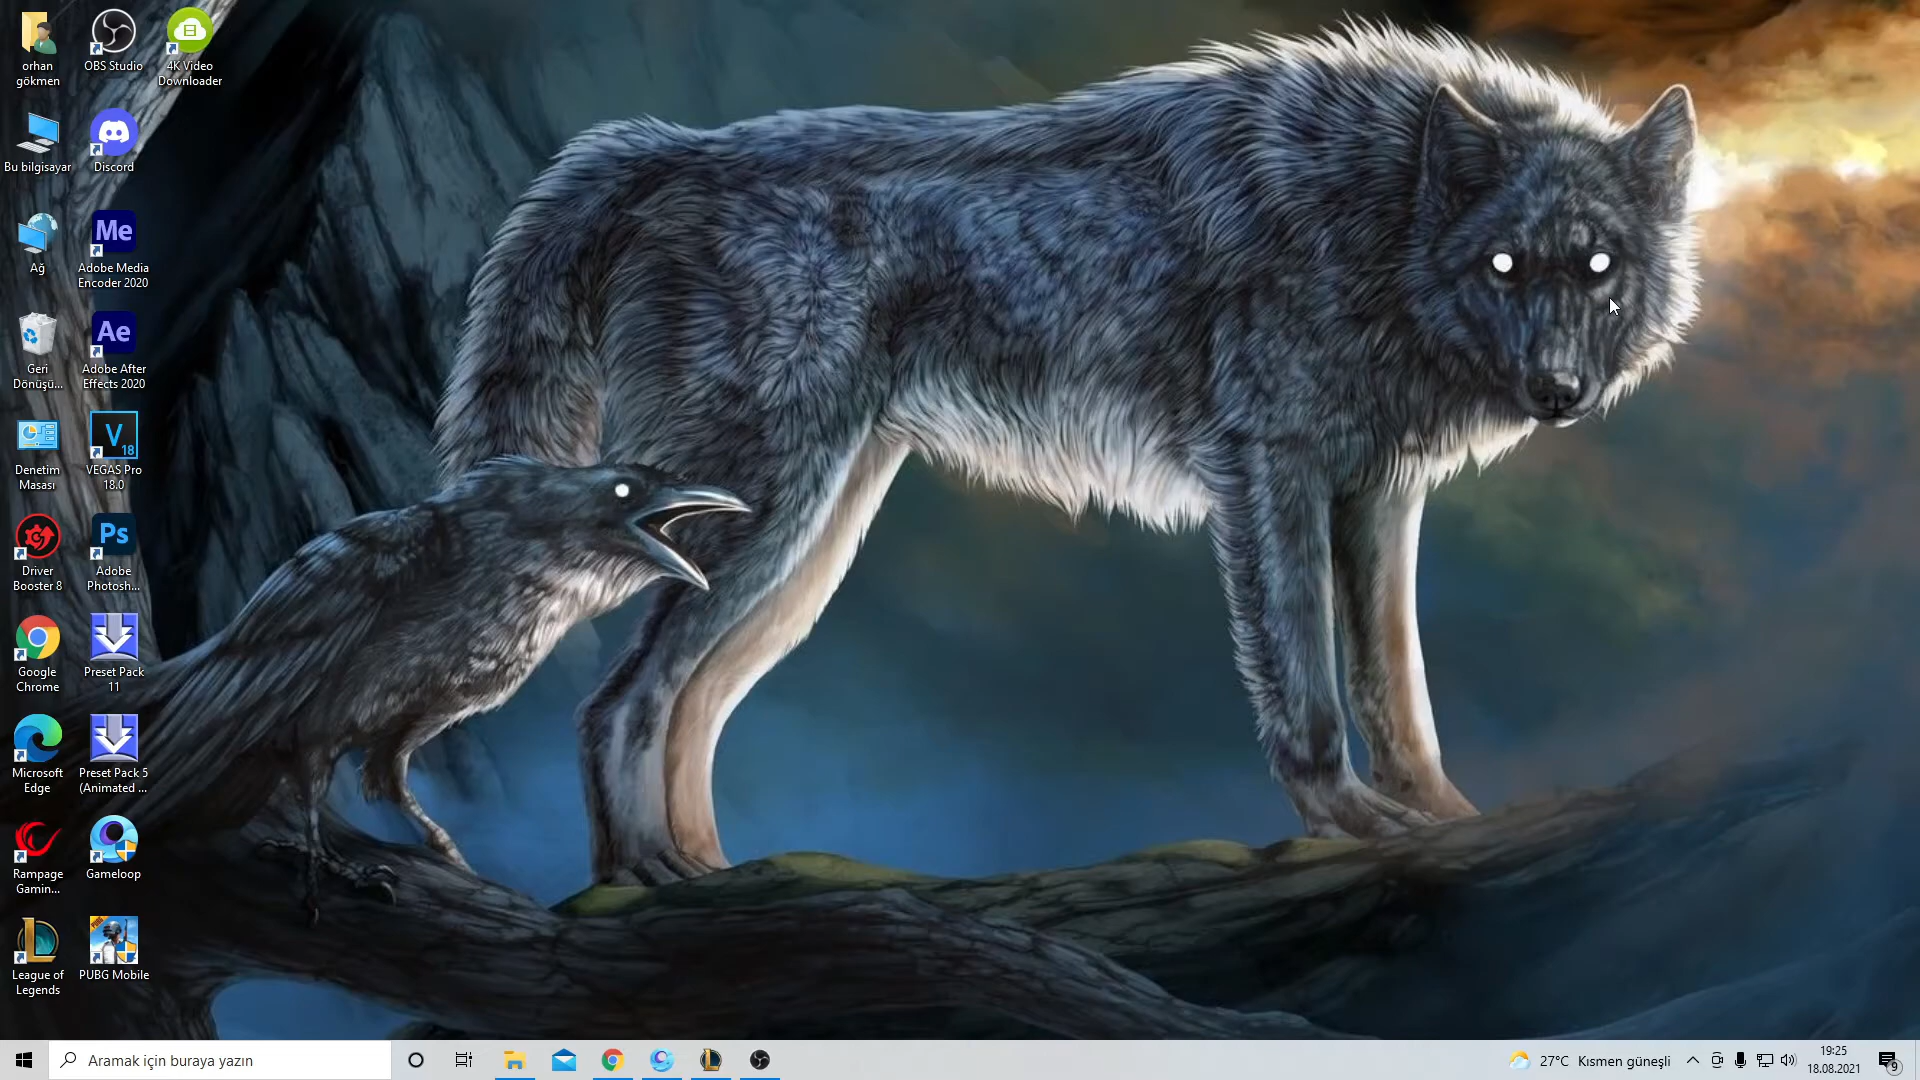 orhan
gökmen
OBS Studio
4K Video
Downloader
Bu bilgisayar
Discord
Me
Ağ
Adobe Media
Encoder 2020
Ae
Geri
Dönüşü...
Adobe After
Effects 2020
V
18
Denetim
Masası
VEGAS Pro
18.0
Ps
Driver
Booster 8
Adobe
Photosh...
Google
Chrome
Preset Pack
11
Microsoft
Edge
Preset Pack 5
(Animated ...
Rampage
Gamin...
Gameloop
League of
Legends
PUBG Mobile
Aramak için buraya yazın
27°C Kısmen güneşli
19:25
18.08.2021
9